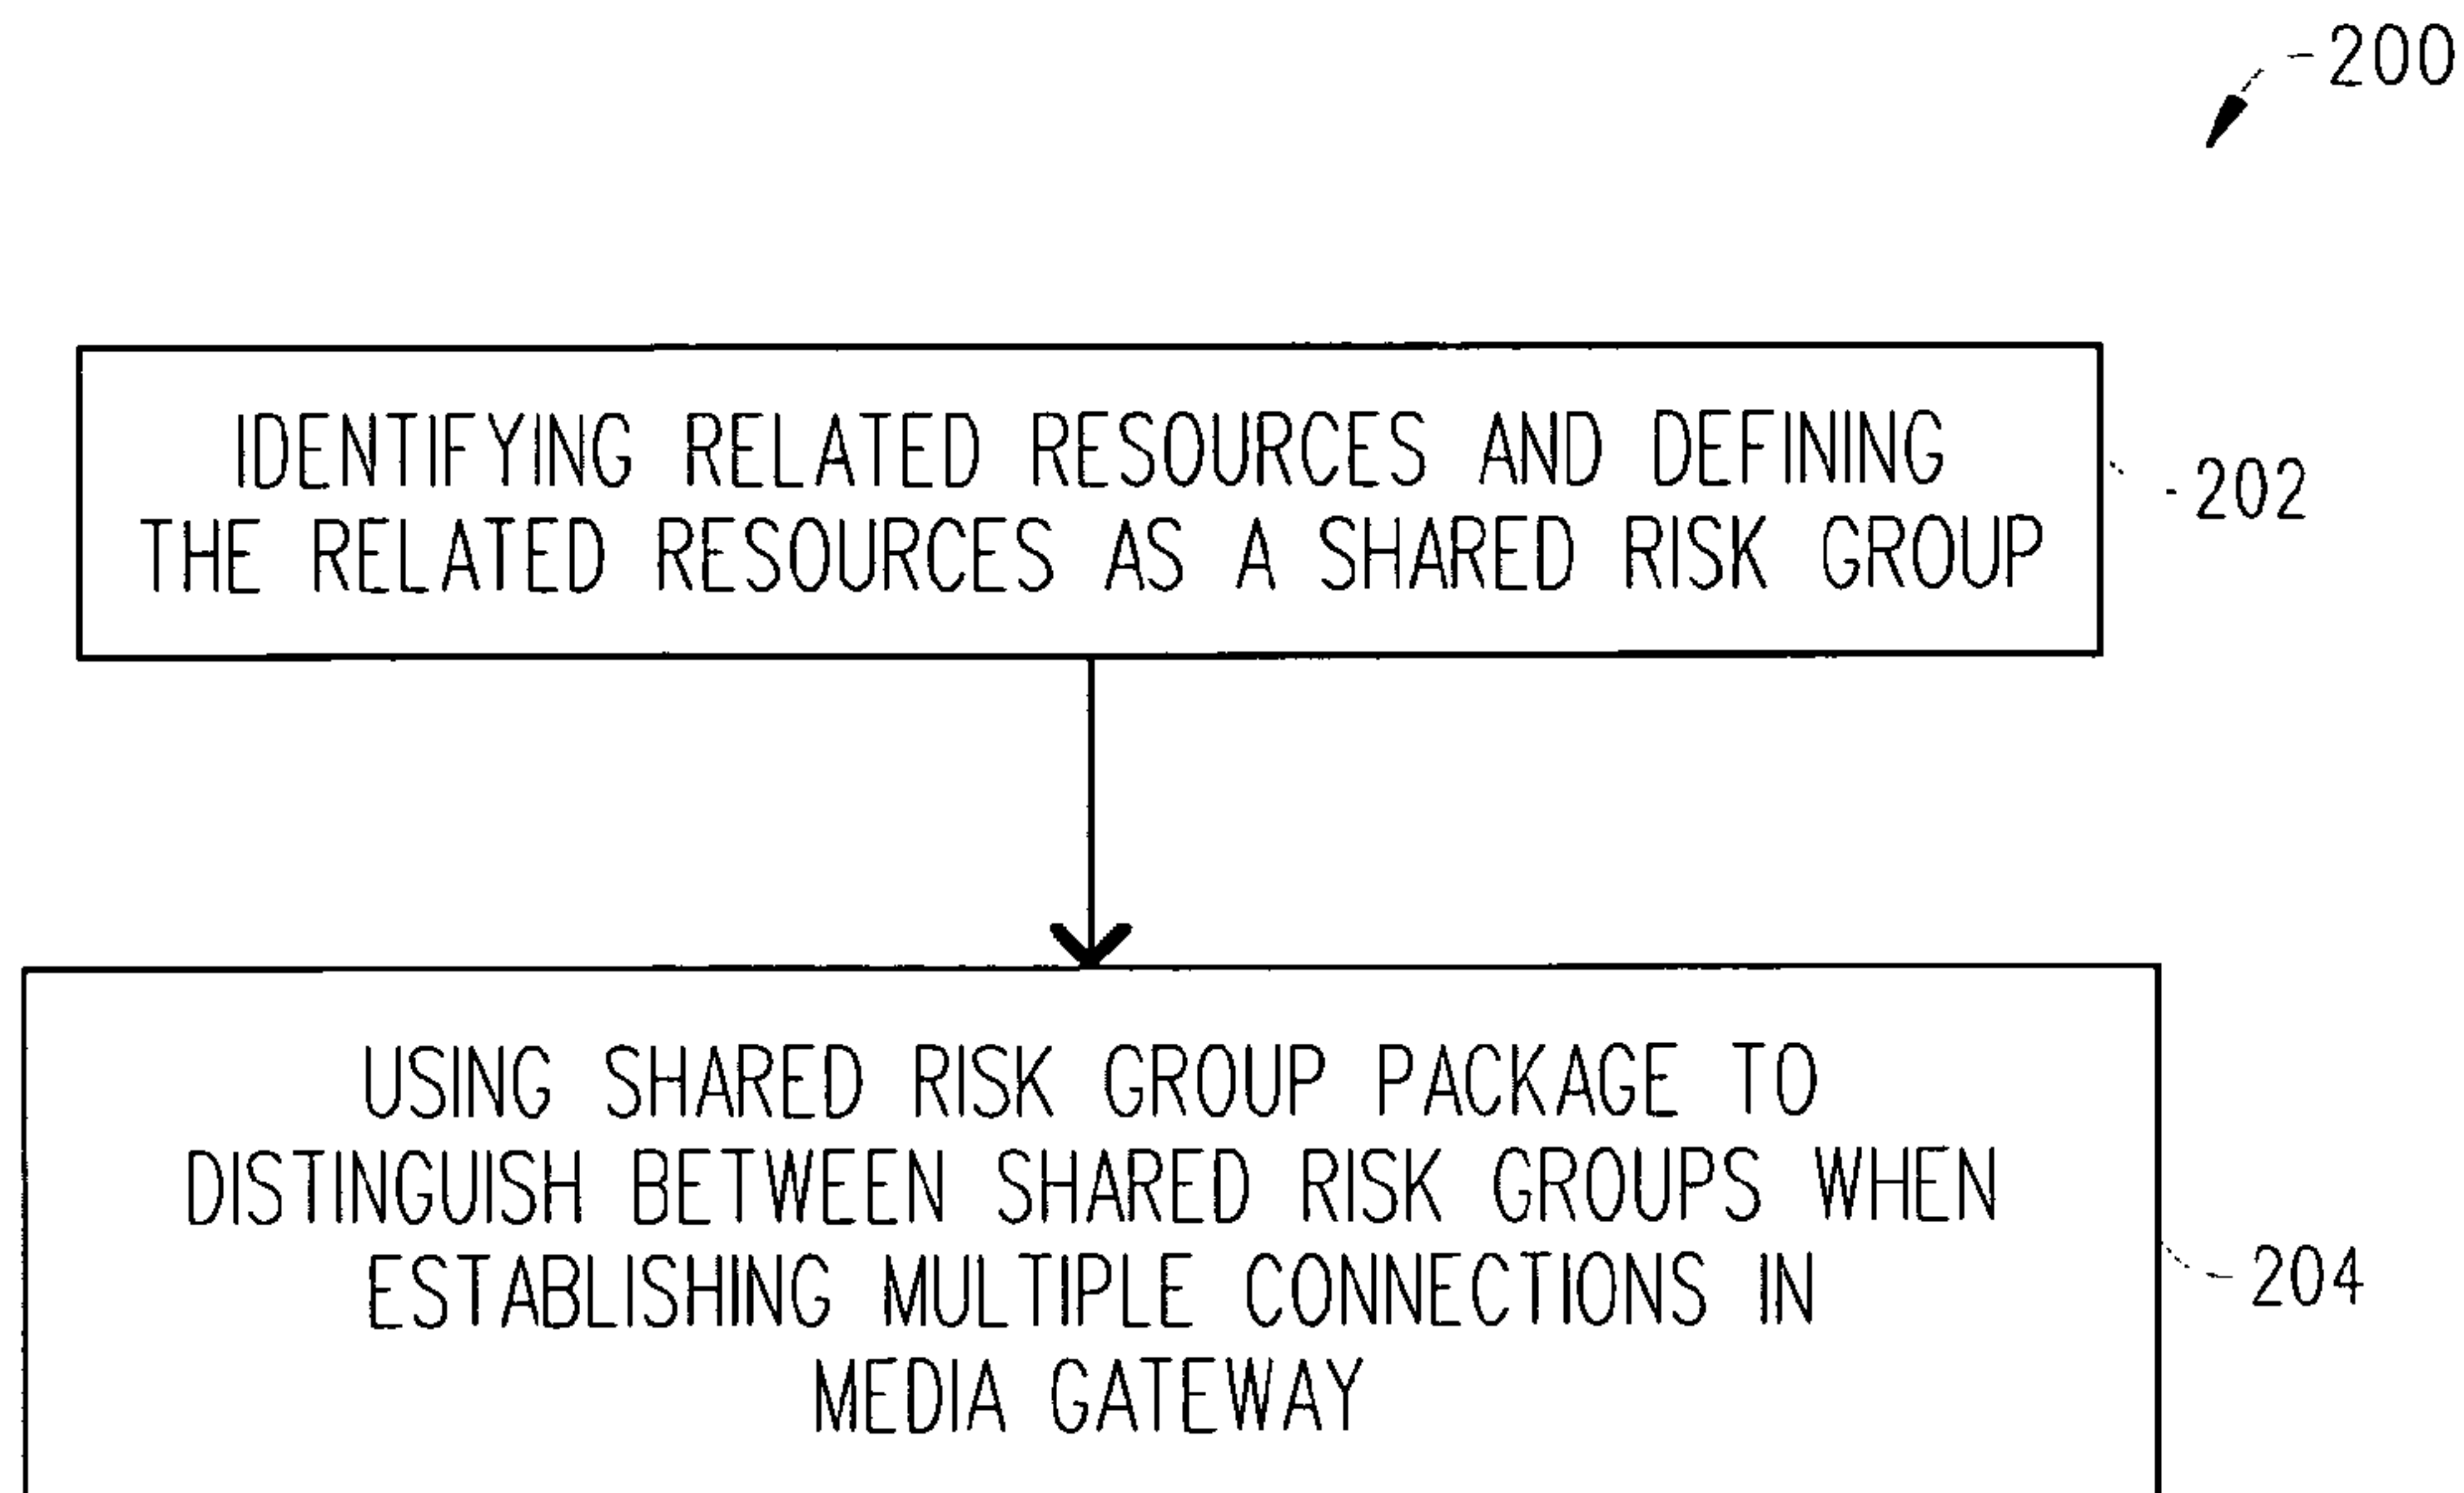 200
IDENTIFYING RELATED RESOURCES AND DEFINING
THE RELATED RESOURCES AS A SHARED RISK GROUP
202
USING SHARED RISK GROUP PACKAGE TO
DISTINGUISH BETWEEN SHARED RISK GROUPS WHEN
ESTABLISHING MULTIPLE CONNECTIONS IN
MEDIA GATEWAY
204